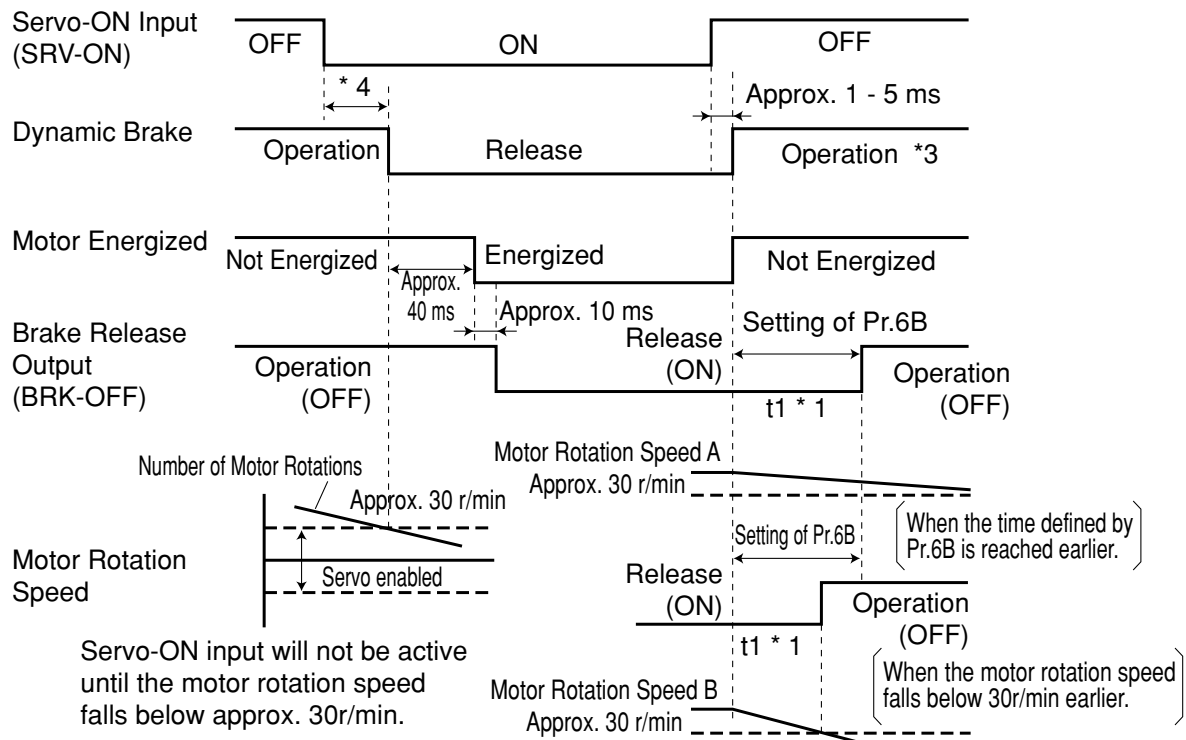 Servo-ON Input
(SRV-ON)
OFF
ON
OFF
* 4
Approx. 1 - 5 ms
Dynamic Brake
Operation
Release
Operation *3
Motor Energized
Not Energized
Energized
Not Energized
Approx.
40 ms
Approx. 10 ms
Setting of Pr.6B
Brake Release
Output
(BRK-OFF)
Operation
(OFF)
Release
(ON)
Operation
(OFF)
t1 * 1
Number of Motor Rotations
Approx. 30 r/min
Motor Rotation Speed A
Approx. 30 r/min
When the time defined by
Pr.6B is reached earlier.
Motor Rotation
Speed
Servo enabled
Setting of Pr.6B
Release
(ON)
Operation
(OFF)
t1 * 1
Servo-ON input will not be active
until the motor rotation speed
falls below approx. 30r/min.
When the motor rotation speed
falls below 30r/min earlier.
Motor Rotation Speed B
Approx. 30 r/min